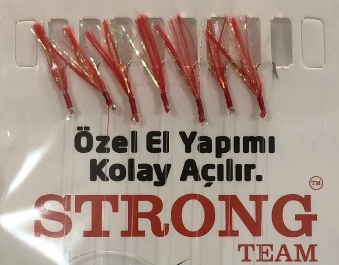 Özel El Yapımı
Kolay Açılır.
STRONG TM
TEAM